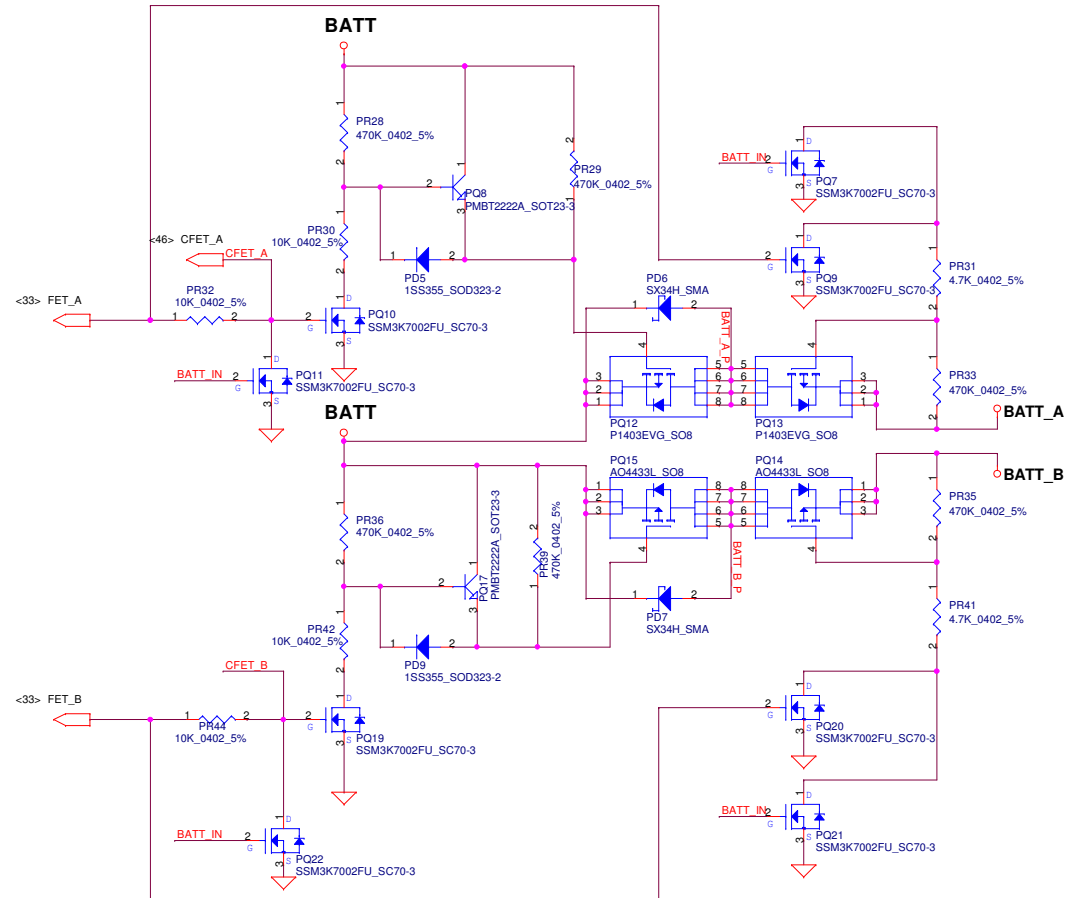 BATT
PR28
470K_0402_5%
PQ8
PMBT2222A_SOT23-3
PR29
470K_0402_5%
BATT_IN
PQ7
SSM3K7002FU_SC70-3
<46> CFET_A
CFET_A
PR30
10K_0402_5%
PD5
1SS355_SOD323-2
PQ9
SSM3K7002FU_SC70-3
PR31
4.7K_0402_5%
<33> FET_A
PR32
10K_0402_5%
PQ10
SSM3K7002FU_SC70-3
PD6
SX34H_SMA
BATT_A_P
BATT_IN
PQ11
SSM3K7002FU_SC70-3
PQ12
P1403EVG_SO8
PQ13
P1403EVG_SO8
PR33
470K_0402_5%
BATT_A
BATT
PQ15
AO4433L_SO8
PQ14
AO4433L_SO8
BATT_B
PR36
470K_0402_5%
PQ17
PMBT2222A_SOT23-3
PR39
470K_0402_5%
PR35
470K_0402_5%
BATT_B_P
PD7
SX34H_SMA
PR41
4.7K_0402_5%
PR42
10K_0402_5%
PD9
1SS355_SOD323-2
CFET_B
<33> FET_B
PR44
10K_0402_5%
PQ19
SSM3K7002FU_SC70-3
PQ20
SSM3K7002FU_SC70-3
BATT_IN
PQ22
SSM3K7002FU_SC70-3
BATT_IN
PQ21
SSM3K7002FU_SC70-3